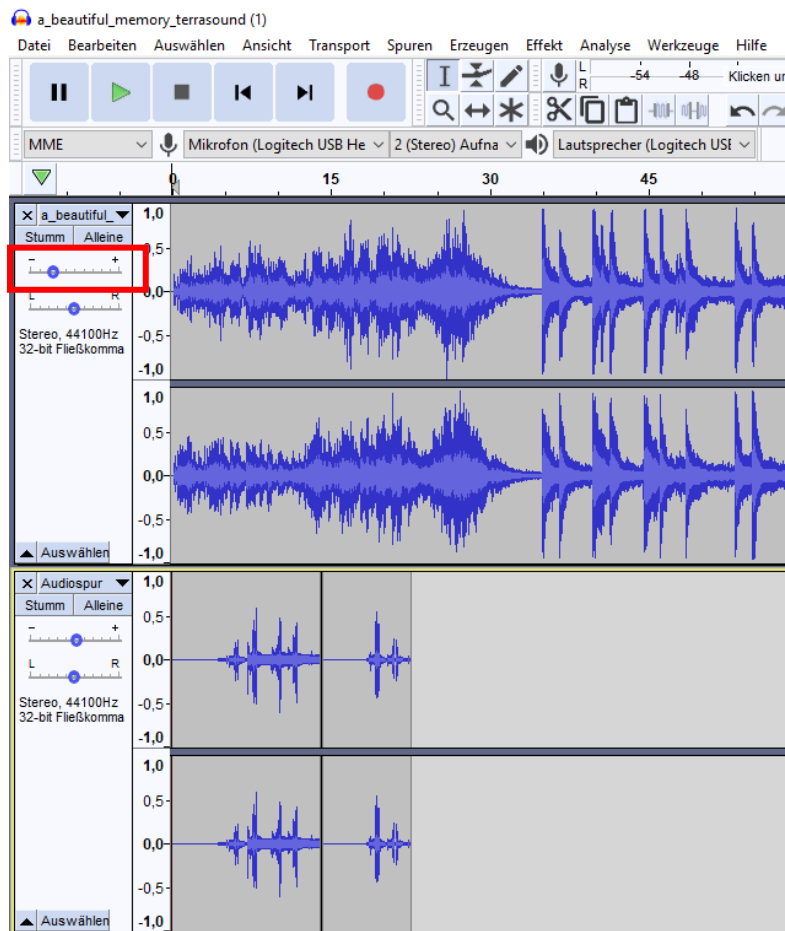 a_beautiful_memory_terrasound (1)
Datei Bearbeiten Auswählen Ansicht Transport Spuren Erzeugen Effekt Analyse Werkzeuge Hilfe
L
R
-54 -48 Klicken un
MME Mikrofon (Logitech USB He 2 (Stereo) Aufna Lautsprecher (Logitech USE
0 15 30 45
a_beautiful_
Stumm Alleine
- +
L R
Stereo, 44100Hz
32-bit Fließkomma
Auswählen
1,0
0,5-
0,0-
-0,5-
-1,0
1,0
0,5-
0,0-
-0,5-
-1,0
Audiospur
Stumm Alleine
- +
L R
Stereo, 44100Hz
32-bit Fließkomma
Auswählen
1,0
0,5-
0,0-
-0,5-
-1,0
1,0
0,5-
0,0-
-0,5-
-1,0